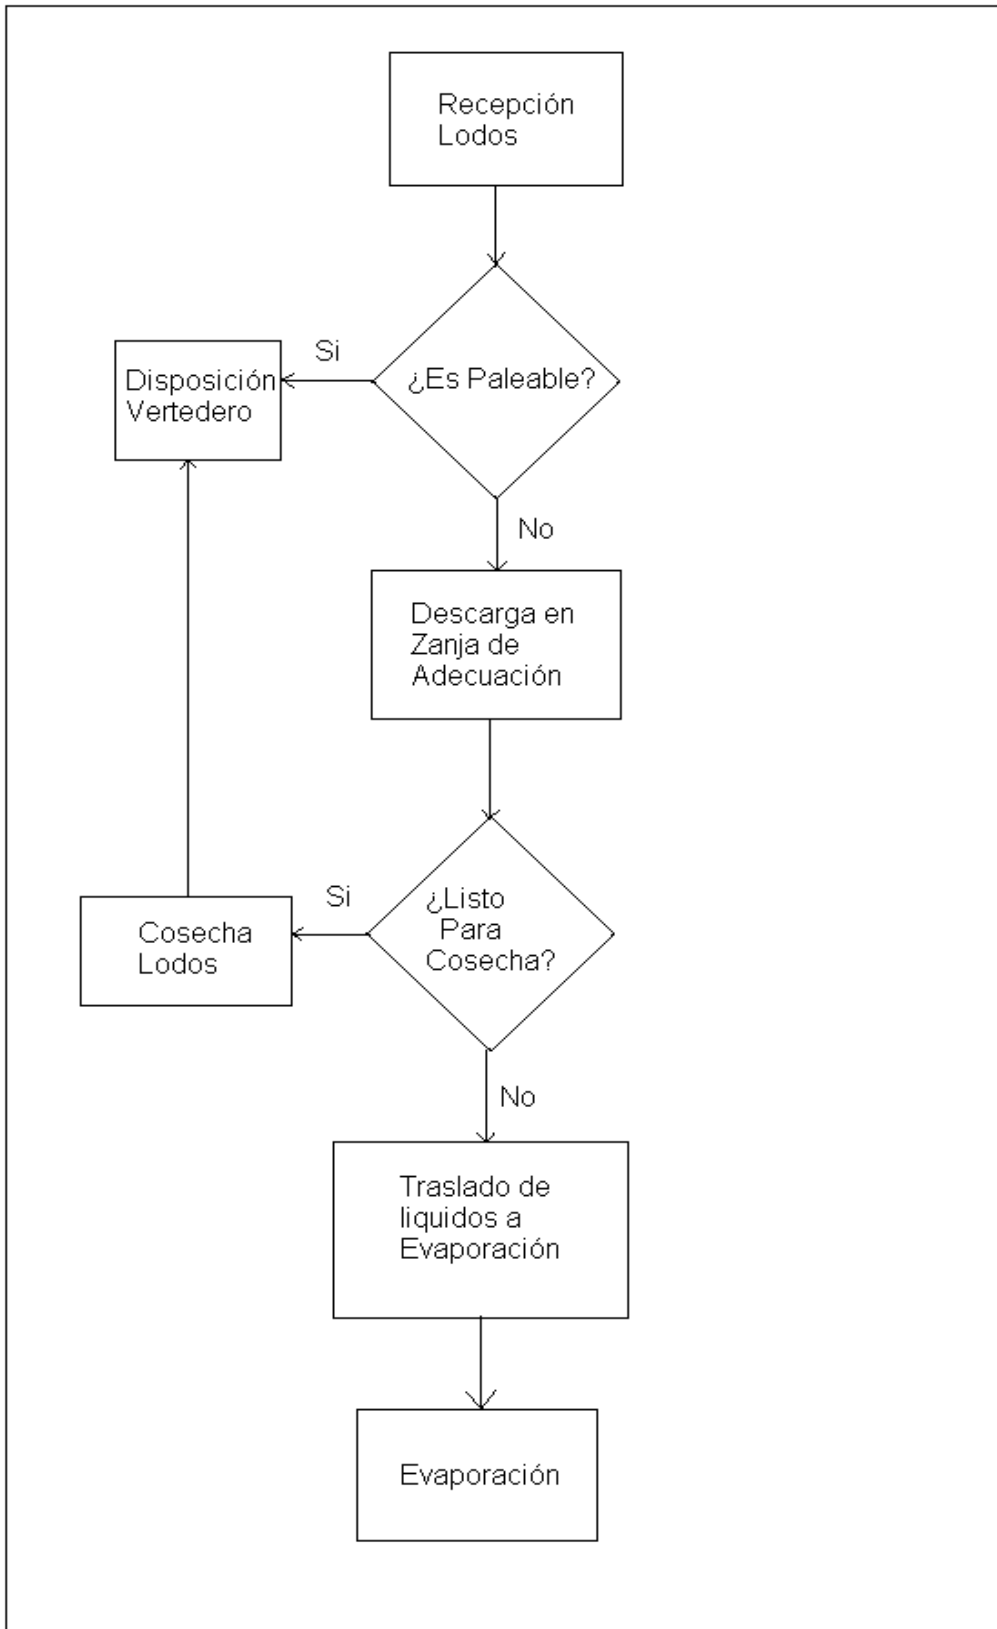 Recepción
Lodos
Si
¿Es Paleable?
Disposición
Vertedero
No
Descarga en
Zanja de
Adecuación
Si
¿Listo
Para
Cosecha?
Cosecha
Lodos
No
Traslado de
liquidos a
Evaporación
Evaporación